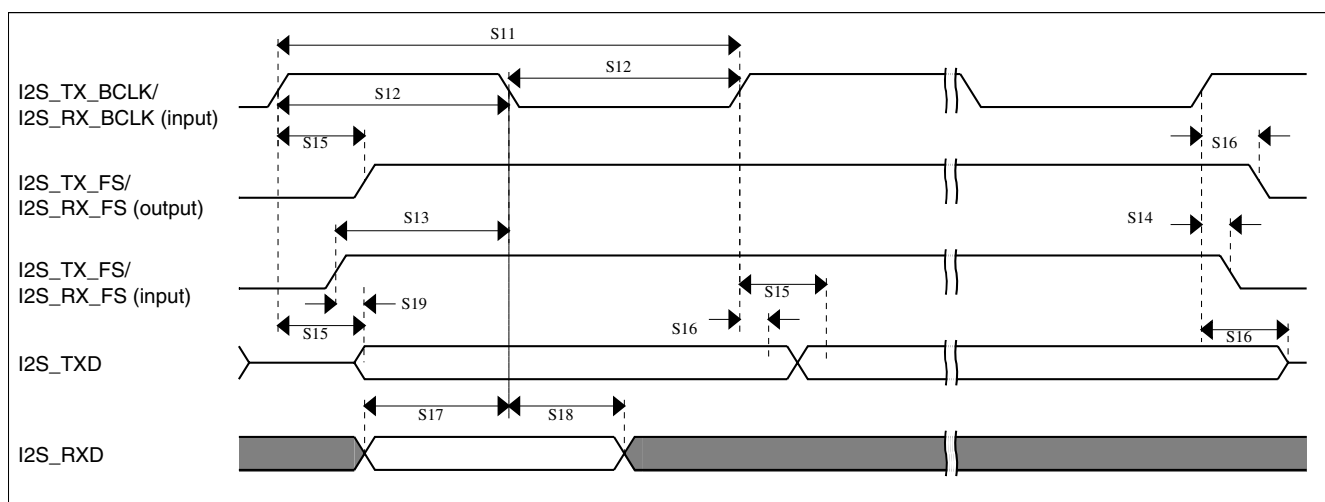 S11
S12
I2S_TX_BCLK/
I2S_RX_BCLK (input)
S12
S15
S16
I2S_TX_FS/
I2S_RX_FS (output)
S13
S14
I2S_TX_FS/
I2S_RX_FS (input)
S15
S19
S15
S16
S16
I2S_TXD
S17
S18
I2S_RXD